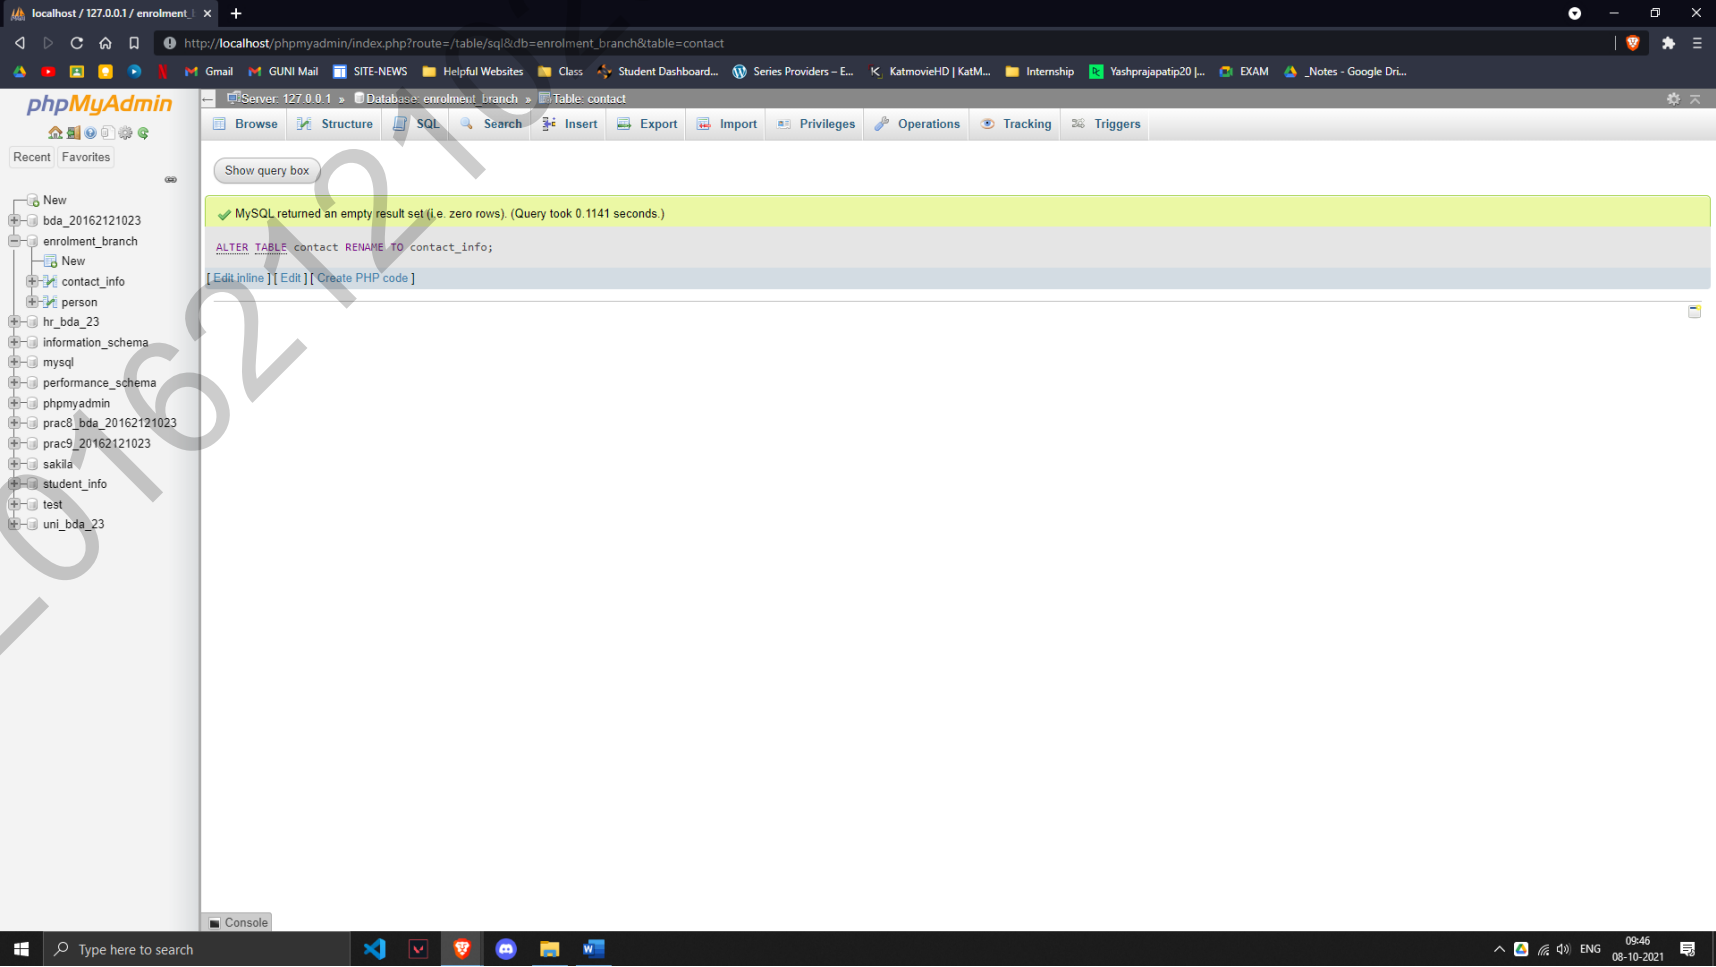 localhost / 127.0.0.1 / enrolment_
http://localhost/phpmyadmin/index.php?route=/table/sql&db=enrolment_branch&table=contact
Gmail
GUNI Mail
SITE-NEWS
Helpful Websites
Class
Student Dashboard...
Series Providers – E...
KatmovieHD | KatM...
Internship
Yashprajapatip20 |...
EXAM
_Notes - Google Dri...
phpMyAdmin
Recent
Favorites
New
bda_20162121023
enrolment_branch
New
contact_info
person
hr_bda_23
information_schema
mysql
performance_schema
phpmyadmin
prac8_bda_20162121023
prac9_20162121023
sakila
student_info
test
uni_bda_23
Server: 127.0.0.1 » Database: enrolment_branch » Table: contact
Browse
Structure
SQL
Search
Insert
Export
Import
Privileges
Operations
Tracking
Triggers
Show query box
MySQL returned an empty result set (i.e. zero rows). (Query took 0.1141 seconds.)
ALTER TABLE contact RENAME TO contact_info;
[ Edit inline ] [ Edit ] [ Create PHP code ]
Console
Type here to search
ENG
09:46
08-10-2021